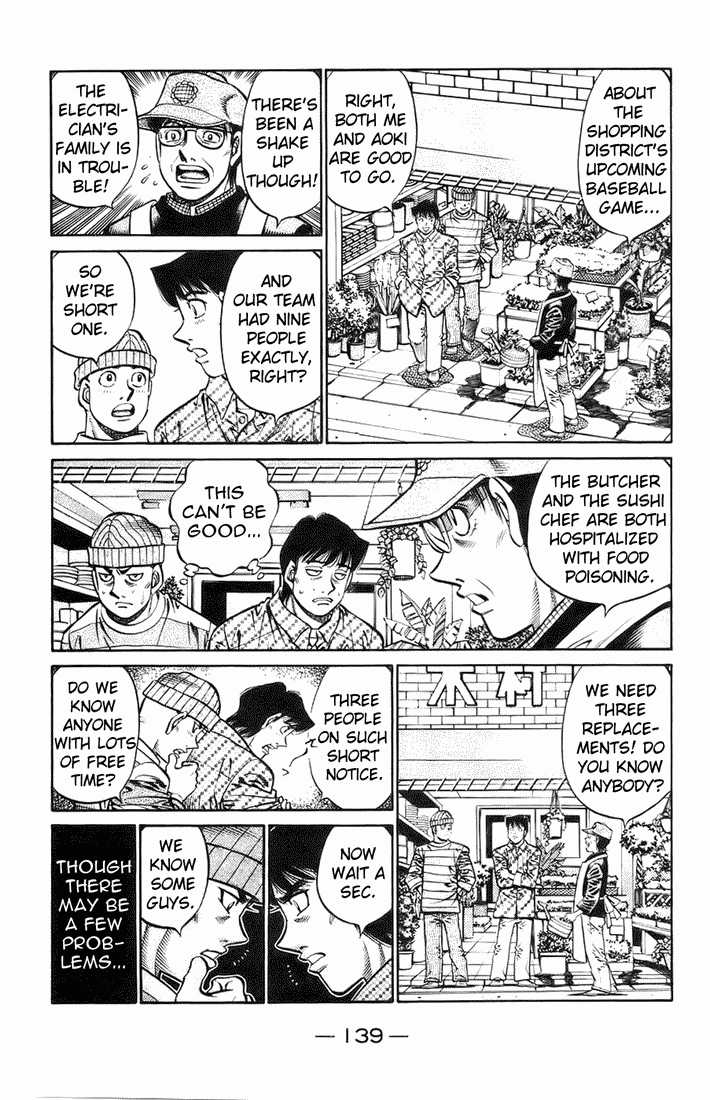 ABOUT
THE
SHOPPING
DISTRICT'S
UPCOMING
BASEBALL
GAME...
RIGHT,
BOTH ME
AND AOKI
ARE GOOD
TO GO.
THERE'S
BEEN A
SHAKE
UP
THOUGH!
THE
ELECTRI-
CIAN'S
FAMILY IS
IN TROU-
BLE!
AND
OUR TEAM
HAD NINE
PEOPLE
EXACTLY,
RIGHT?
SO
WE'RE
SHORT
ONE.
THE BUTCHER
AND THE SUSHI
CHEF ARE BOTH
HOSPITALIZED
WITH FOOD
POISONING.
THIS
CAN'T BE
GOOD...
木村
WE NEED
THREE
REPLACE-
MENTS! DO
YOU KNOW
ANYBODY?
THREE
PEOPLE
ON SUCH
SHORT
NOTICE.
DO WE
KNOW
ANYONE
WITH LOTS
OF FREE
TIME?
NOW
WAIT A
SEC.
WE
KNOW
SOME
GUYS.
THOUGH
THERE
MAY BE
A FEW
PROB-
LEMS...
— 139 —